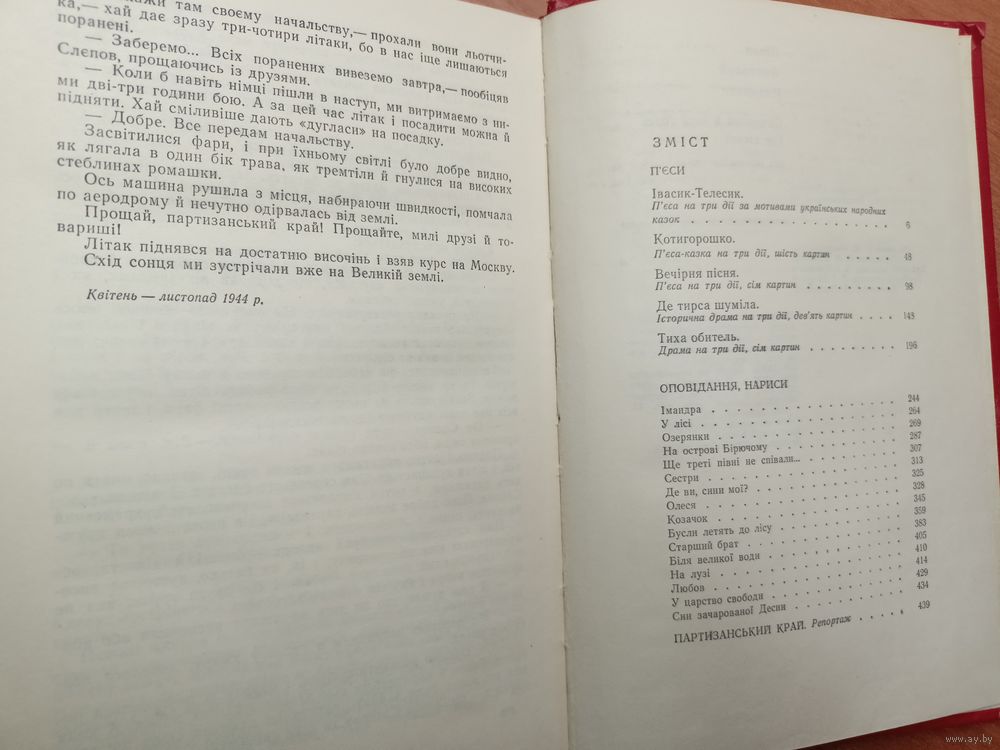 жи там своєму начальству,— прохали вони льотчи-
ка,— хай дає зразу три-чотири літаки, бо в нас іще лишаються
поранені.
— Заберемо... Всіх поранених вивеземо завтра,— пообіцяв
Слєпов, прощаючись із друзями.
— Коли б навіть німці пішли в наступ, ми витримаємо з ни-
ми дві-три години бою. А за цей час літак і посадити можна й
підняти. Хай сміливіше дають «дугласи» на посадку.
— Добре. Все передам начальству.
Засвітилися фари, і при їхньому світлі було добре видно,
як лягала в один бік трава, як тремтіли й гнулися на високих
стеблинах ромашки.
Ось машина рушила з місця, набираючи швидкості, помчала
по аеродрому й нечутно одірвалась від землі.
Прощай, партизанський край! Прощайте, милі друзі й то-
вариші!
Літак піднявся на достатню височінь і взяв курс на Москву.
Схід сонця ми зустрічали вже на Великій землі.
Квітень — листопад 1944 р.
ЗМІСТ
П'ЄСИ
Івасик-Телесик.
П'єса на три дії за мотивами українських народних
казок . . . . . . . . . . . . . . . . . 6
Котигорошко.
П'єса-казка на три дії, шість картин . . . . . . 48
Вечірня пісня.
П'єса на три дії, сім картин . . . . . . . . . 98
Де тирса шуміла.
Історична драма на три дії, дев'ять картин . . . . 148
Тиха обитель.
Драма на три дії, сім картин . . . . . . . . . 196
ОПОВІДАННЯ, НАРИСИ
Імандра . . . . . . . . . . . . . . . 244
У лісі . . . . . . . . . . . . . . . 264
Озерянки . . . . . . . . . . . . . . . 269
На острові Бірючому . . . . . . . . . . . 287
Ще треті півні не співали... . . . . . . . . . 307
Сестри . . . . . . . . . . . . . . . 313
Де ви, сини мої? . . . . . . . . . . . . 325
Олеся . . . . . . . . . . . . . . . 328
Козачок . . . . . . . . . . . . . . . 345
Бусли летять до лісу . . . . . . . . . . . 359
Старший брат . . . . . . . . . . . . . 383
Біля великої води . . . . . . . . . . . . 405
На лузі . . . . . . . . . . . . . . . 410
Любов . . . . . . . . . . . . . . . 414
У царство свободи . . . . . . . . . . . . 429
Сни зачарованої Десни . . . . . . . . . . 434
ПАРТИЗАНСЬКИЙ КРАЙ. Репортаж . . . . . 439
www.ay.by